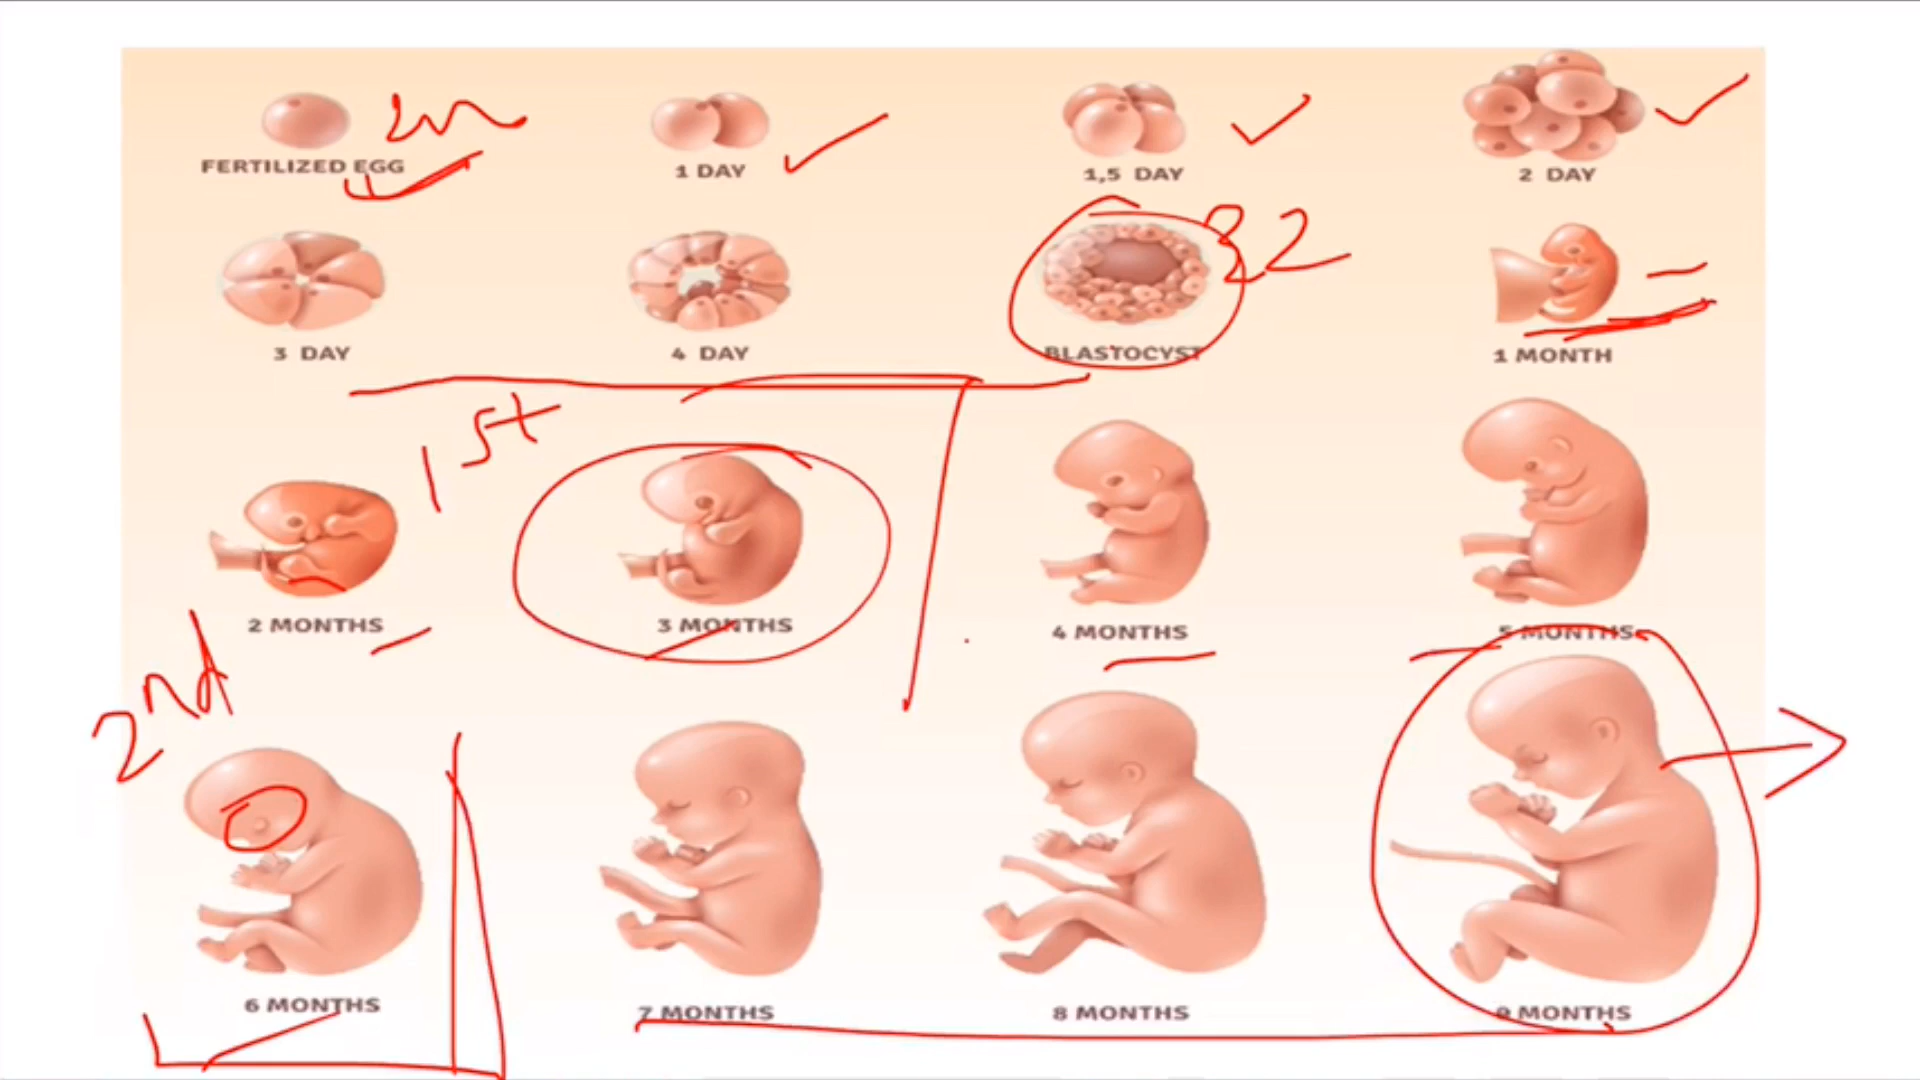 2n
FERTILIZED EGG
1 DAY
1,5 DAY
2 DAY
32
3 DAY
4 DAY
BLASTOCYST
1 MONTH
1st
2 MONTHS
3 MONTHS
4 MONTHS
5 MONTHS
2nd
6 MONTHS
7 MONTHS
8 MONTHS
9 MONTHS